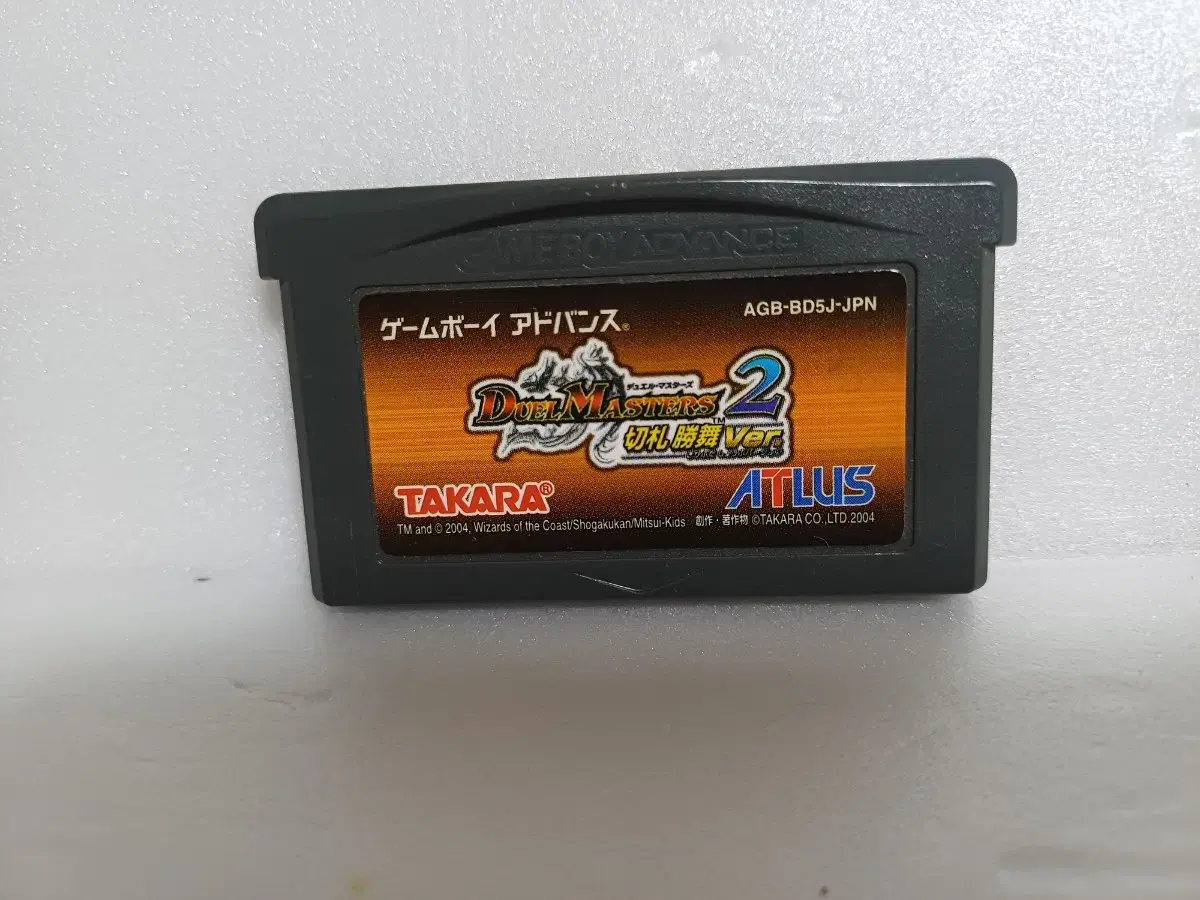 GAME BOY ADVANCE
ゲームボーイ アドバンス®
AGB-BD5J-JPN
デュエル・マスターズ
DUEL MASTERS 2
TM
切札 勝舞 Ver.
TAKARA®
ATLUS
TM and © 2004, Wizards of the Coast/Shogakukan/Mitsui-Kids 創作・著作物 ©TAKARA CO.,LTD.2004